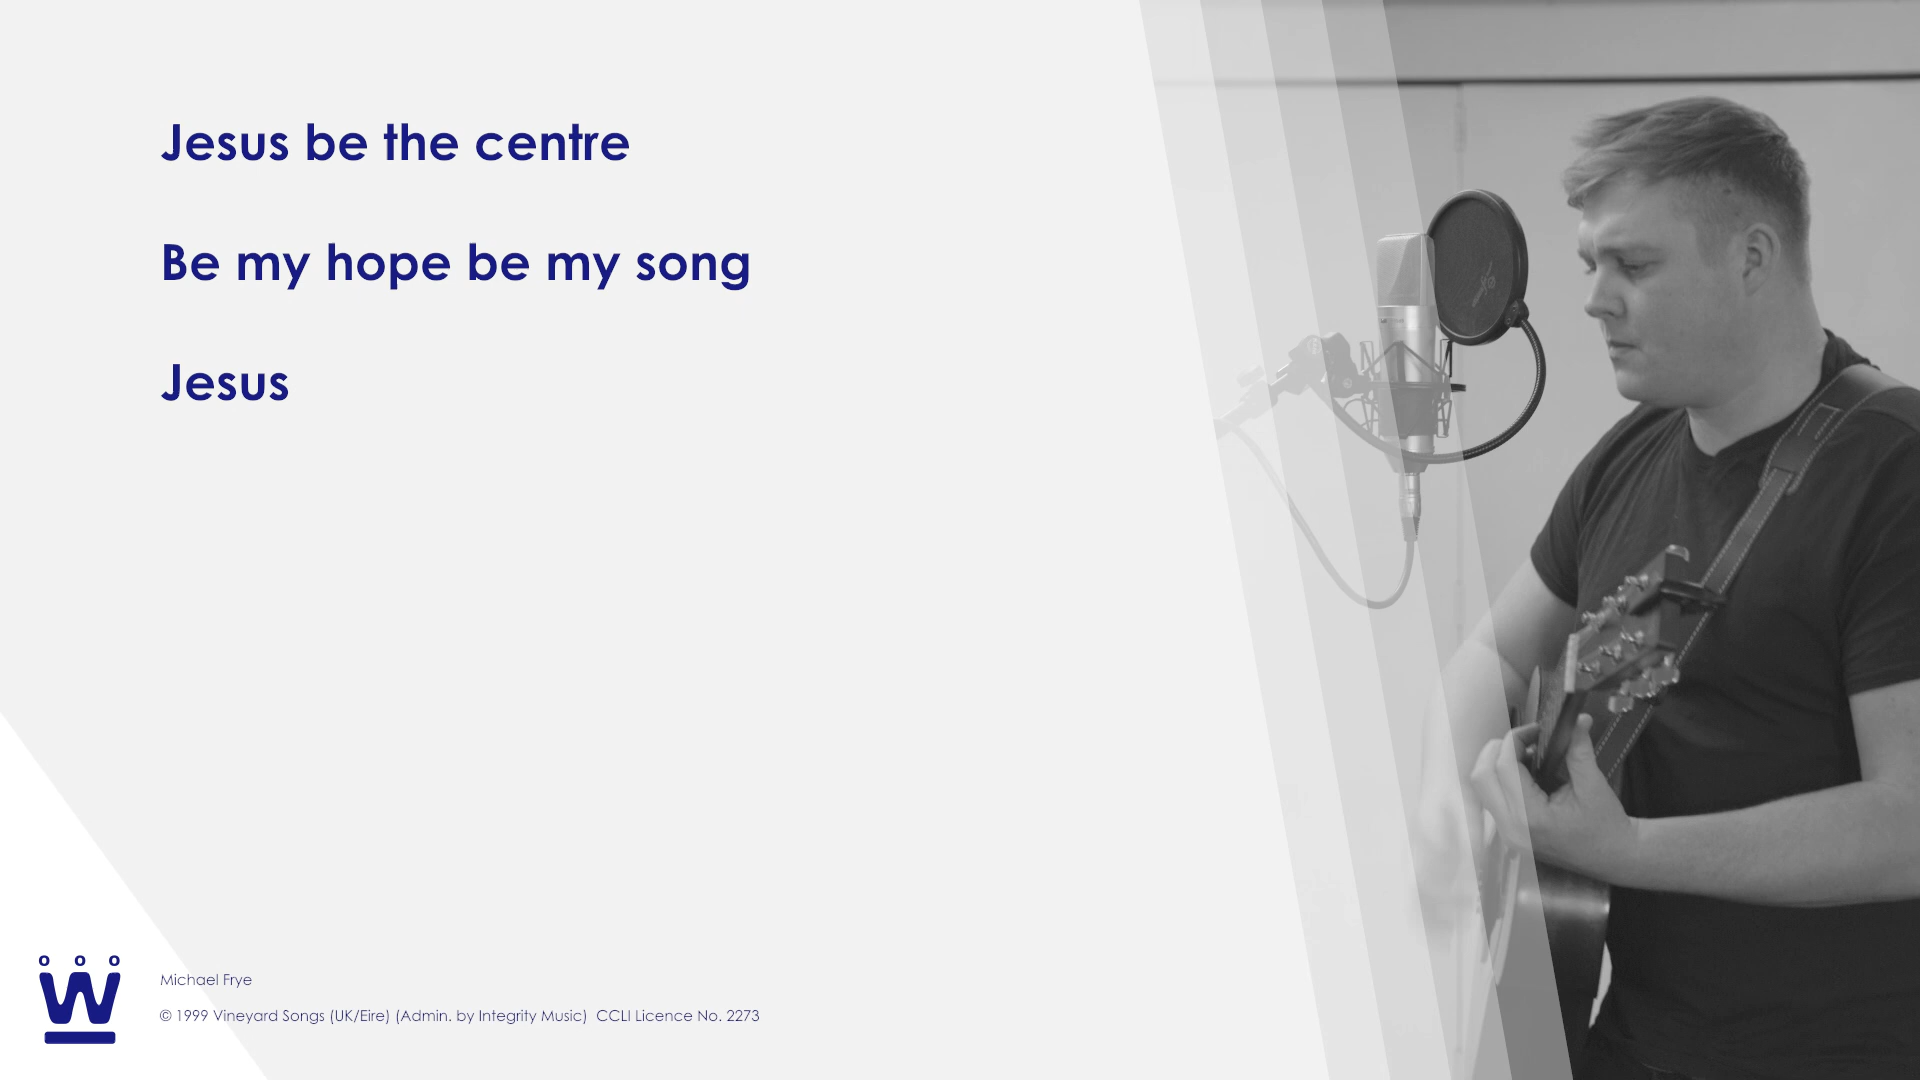 Jesus be the centre
Be my hope be my song
Jesus
Michael Frye
© 1999 Vineyard Songs (UK/Eire) (Admin. by Integrity Music)  CCLI Licence No. 2273